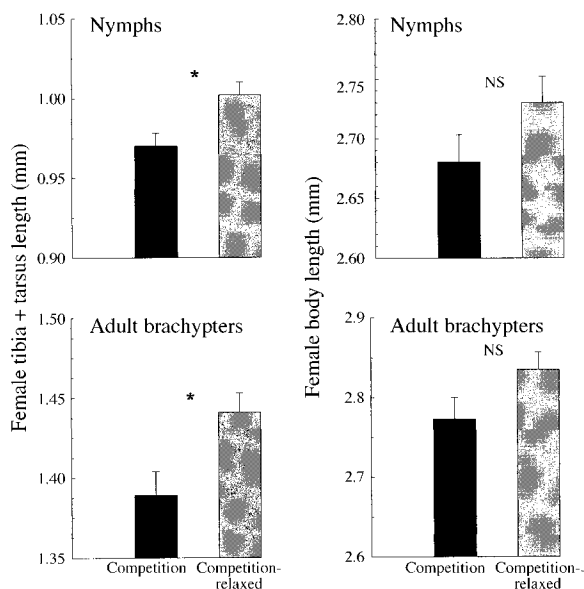 Nymphs
*
1.05
1.00
0.95
0.90
Nymphs
NS
2.80
2.75
2.70
2.65
2.60
Adult brachypters
*
1.50
1.45
1.40
1.35
Competition
Competition-
relaxed
Adult brachypters
NS
2.9
2.8
2.7
2.6
Competition
Competition-
relaxed
Female tibia + tarsus length (mm)
Female body length (mm)